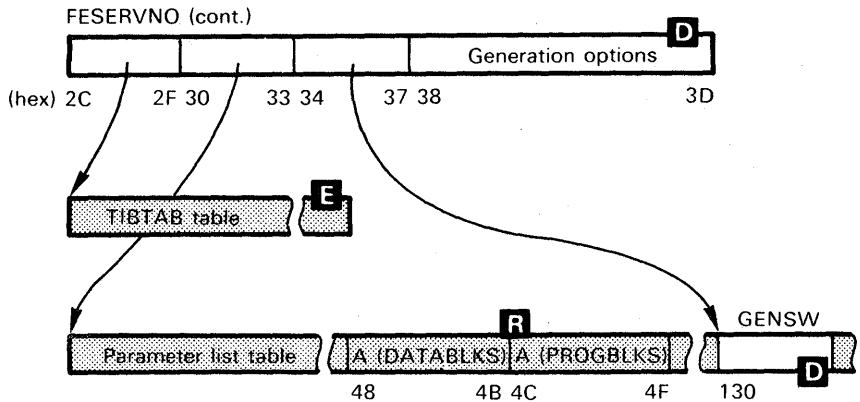 FESERVNO (cont.)
D
Generation options
(hex) 2C 2F 30 33 34 37 38 3D
E
TIBTAB table
R
GENSW
Parameter list table A (DATABLKS) A (PROGBLKS)
D
48 4B 4C 4F 130